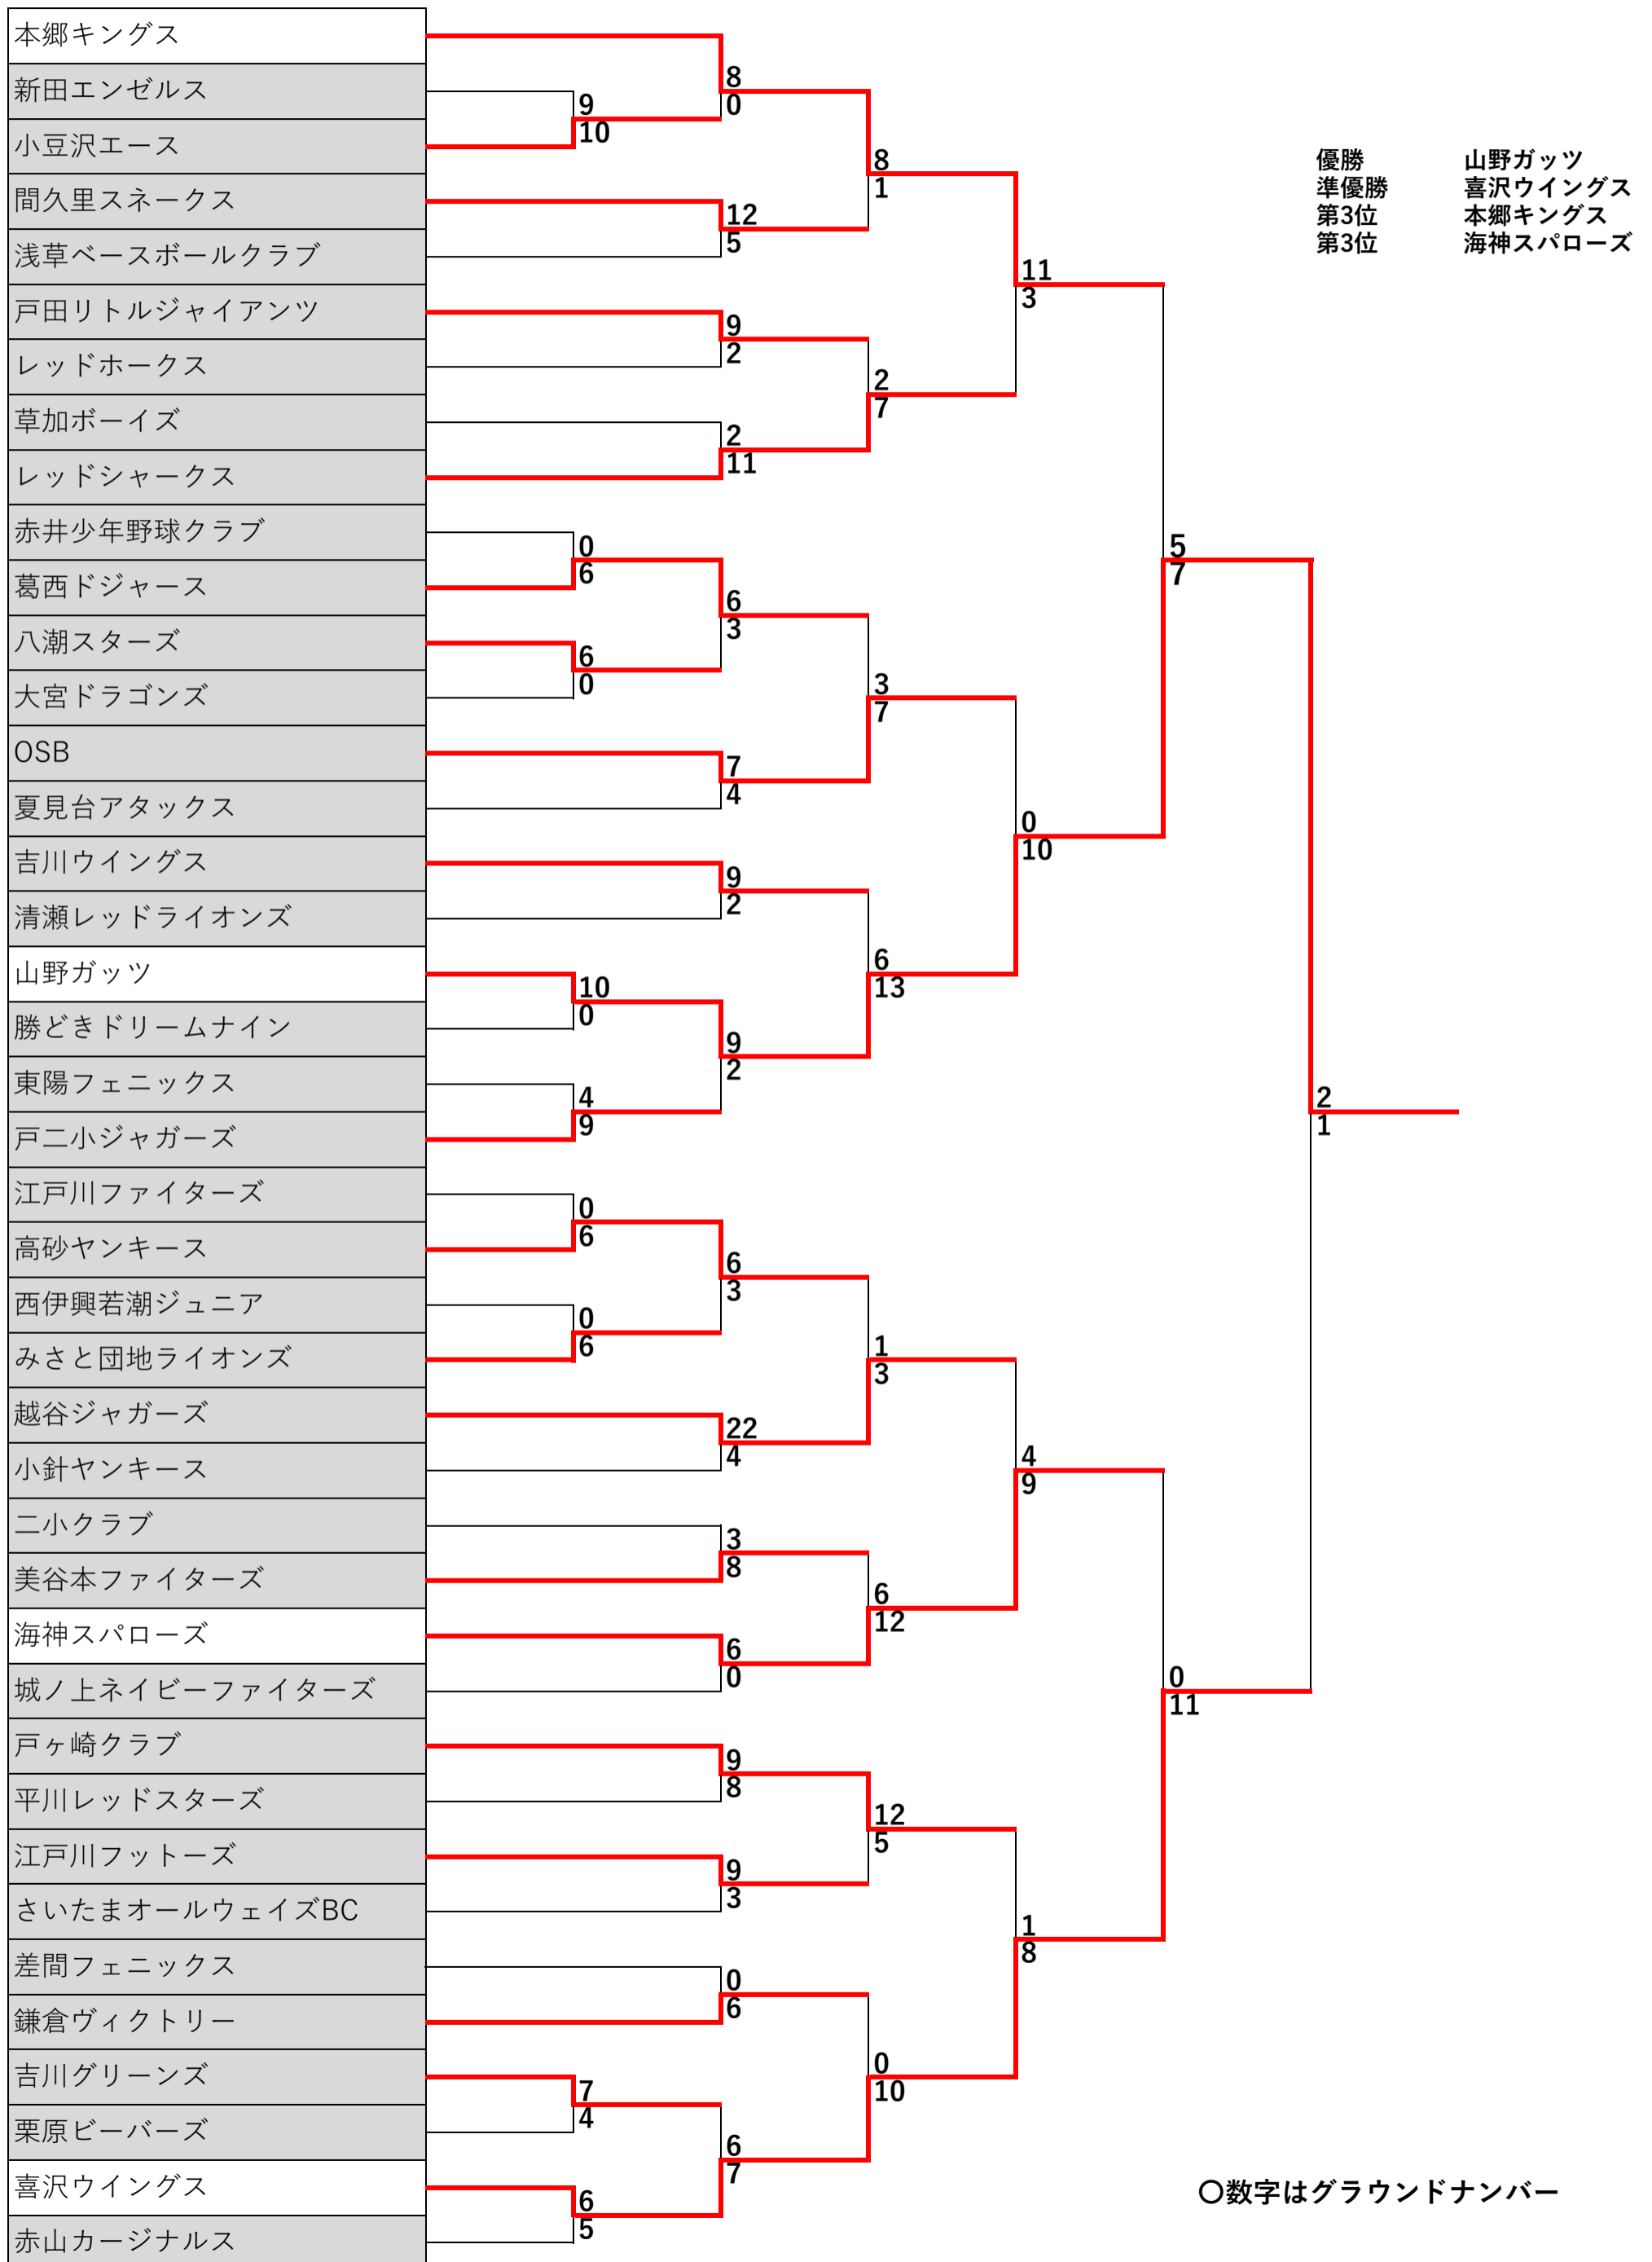 本郷キングス
新田エンゼルス
小豆沢エース
間久里スネークス
浅草ベースボールクラブ
戸田リトルジャイアンツ
レッドホークス
草加ボーイズ
レッドシャークス
赤井少年野球クラブ
葛西ドジャース
八潮スターズ
大宮ドラゴンズ
OSB
夏見台アタックス
吉川ウイングス
清瀬レッドライオンズ
山野ガッツ
勝どきドリームナイン
東陽フェニックス
戸二小ジャガーズ
江戸川ファイターズ
高砂ヤンキース
西伊興若潮ジュニア
みさと団地ライオンズ
越谷ジャガーズ
小針ヤンキース
二小クラブ
美谷本ファイターズ
海神スパローズ
城ノ上ネイビーファイターズ
戸ヶ崎クラブ
平川レッドスターズ
江戸川フットーズ
さいたまオールウェイズBC
差間フェニックス
鎌倉ヴィクトリー
吉川グリーンズ
栗原ビーバーズ
喜沢ウイングス
赤山カージナルス
9
10
0
6
6
0
10
0
4
9
0
6
0
6
7
4
6
5
8
0
12
5
9
2
2
11
6
3
7
4
9
2
9
2
6
3
22
4
3
8
6
0
9
8
9
3
0
6
6
7
8
1
2
7
3
7
6
13
1
3
6
12
12
5
0
10
11
3
0
10
4
9
1
8
5
7
0
11
2
1
優勝 山野ガッツ
準優勝 喜沢ウイングス
第3位 本郷キングス
第3位 海神スパローズ
〇数字はグラウンドナンバー